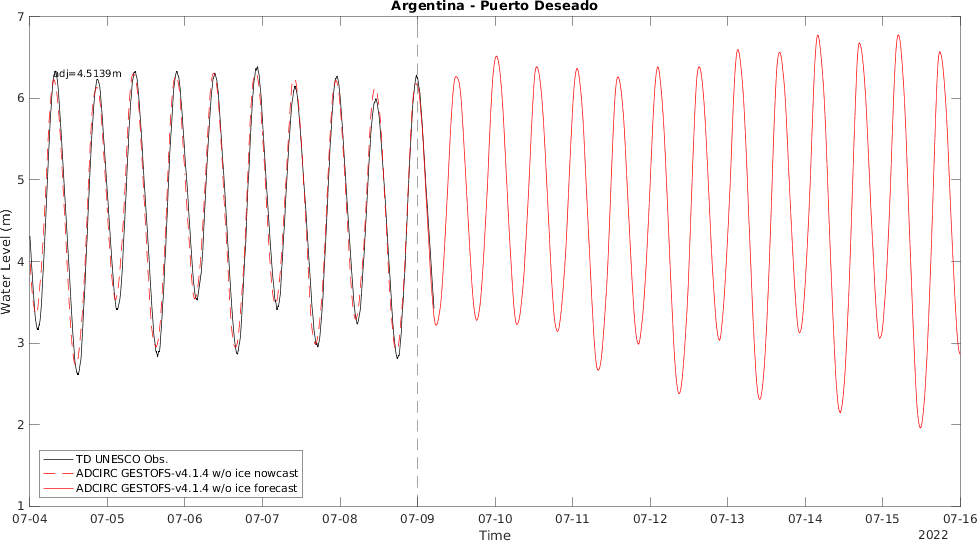 Argentina - Puerto Deseado
7
adj=4.5139m
6
5
4
3
2
1
Water Level (m)
TD UNESCO Obs.
ADCIRC GESTOFS-v4.1.4 w/o ice nowcast
ADCIRC GESTOFS-v4.1.4 w/o ice forecast
07-04 07-05 07-06 07-07 07-08 07-09 07-10 07-11 07-12 07-13 07-14 07-15 07-16
Time
2022